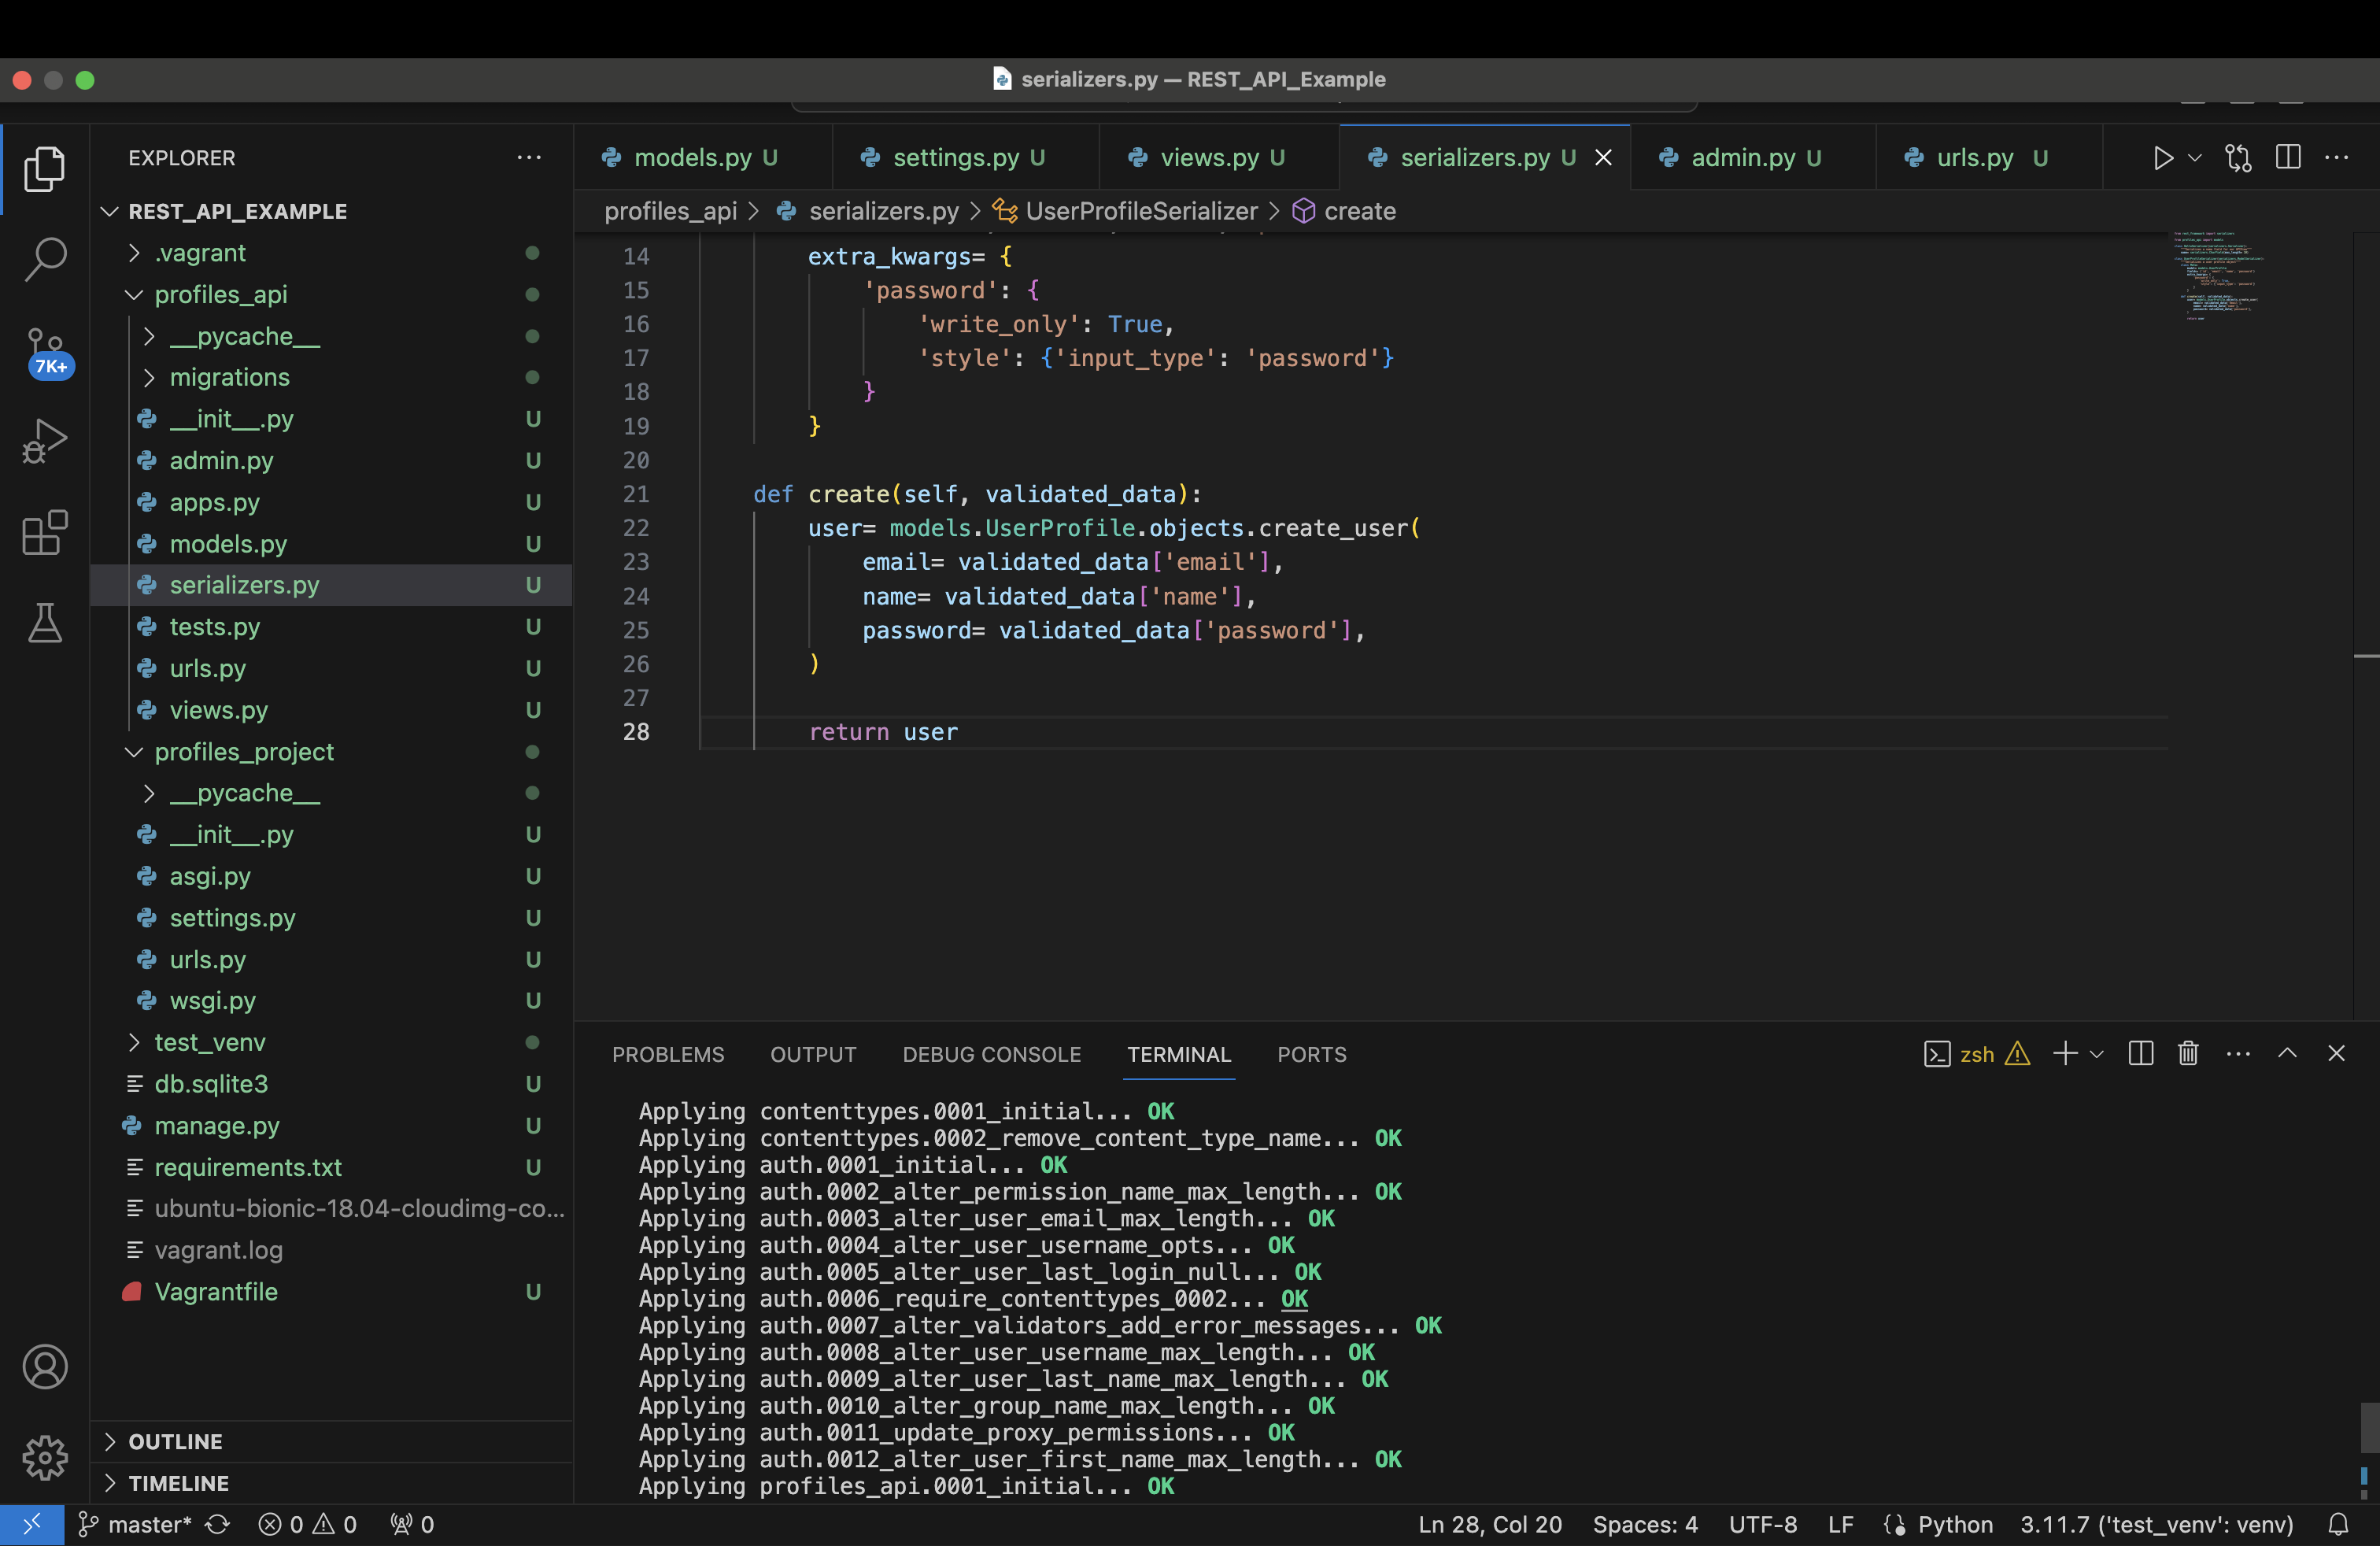 serializers.py — REST_API_Example
EXPLORER
REST_API_EXAMPLE
.vagrant
profiles_api
__pycache__
migrations
__init__.py U
admin.py U
apps.py U
models.py U
serializers.py U
tests.py U
urls.py U
views.py U
profiles_project
__pycache__
__init__.py U
asgi.py U
settings.py U
urls.py U
wsgi.py U
test_venv
db.sqlite3 U
manage.py U
requirements.txt U
ubuntu-bionic-18.04-cloudimg-co...
vagrant.log
Vagrantfile U
OUTLINE
TIMELINE
7K+
models.py U settings.py U views.py U serializers.py U admin.py U urls.py U
profiles_api > serializers.py > UserProfileSerializer > create
14 extra_kwargs= {
15 'password': {
16 'write_only': True,
17 'style': {'input_type': 'password'}
18 }
19 }
20
21 def create(self, validated_data):
22 user= models.UserProfile.objects.create_user(
23 email= validated_data['email'],
24 name= validated_data['name'],
25 password= validated_data['password'],
26 )
27
28 return user
PROBLEMS OUTPUT DEBUG CONSOLE TERMINAL PORTS zsh
Applying contenttypes.0001_initial... OK
Applying contenttypes.0002_remove_content_type_name... OK
Applying auth.0001_initial... OK
Applying auth.0002_alter_permission_name_max_length... OK
Applying auth.0003_alter_user_email_max_length... OK
Applying auth.0004_alter_user_username_opts... OK
Applying auth.0005_alter_user_last_login_null... OK
Applying auth.0006_require_contenttypes_0002... OK
Applying auth.0007_alter_validators_add_error_messages... OK
Applying auth.0008_alter_user_username_max_length... OK
Applying auth.0009_alter_user_last_name_max_length... OK
Applying auth.0010_alter_group_name_max_length... OK
Applying auth.0011_update_proxy_permissions... OK
Applying auth.0012_alter_user_first_name_max_length... OK
Applying profiles_api.0001_initial... OK
master* 0 0 0 Ln 28, Col 20 Spaces: 4 UTF-8 LF Python 3.11.7 ('test_venv': venv)